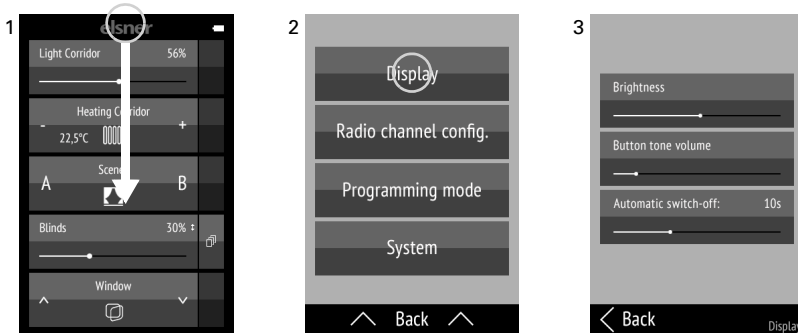 1
elsner
Light Corridor 56%
Heating Corridor
- 22,5°C +
Scene
A B
Blinds 30%
Window
2
Display
Radio channel config.
Programming mode
System
Back
3
Brightness
Button tone volume
Automatic switch-off: 10s
Back
Display